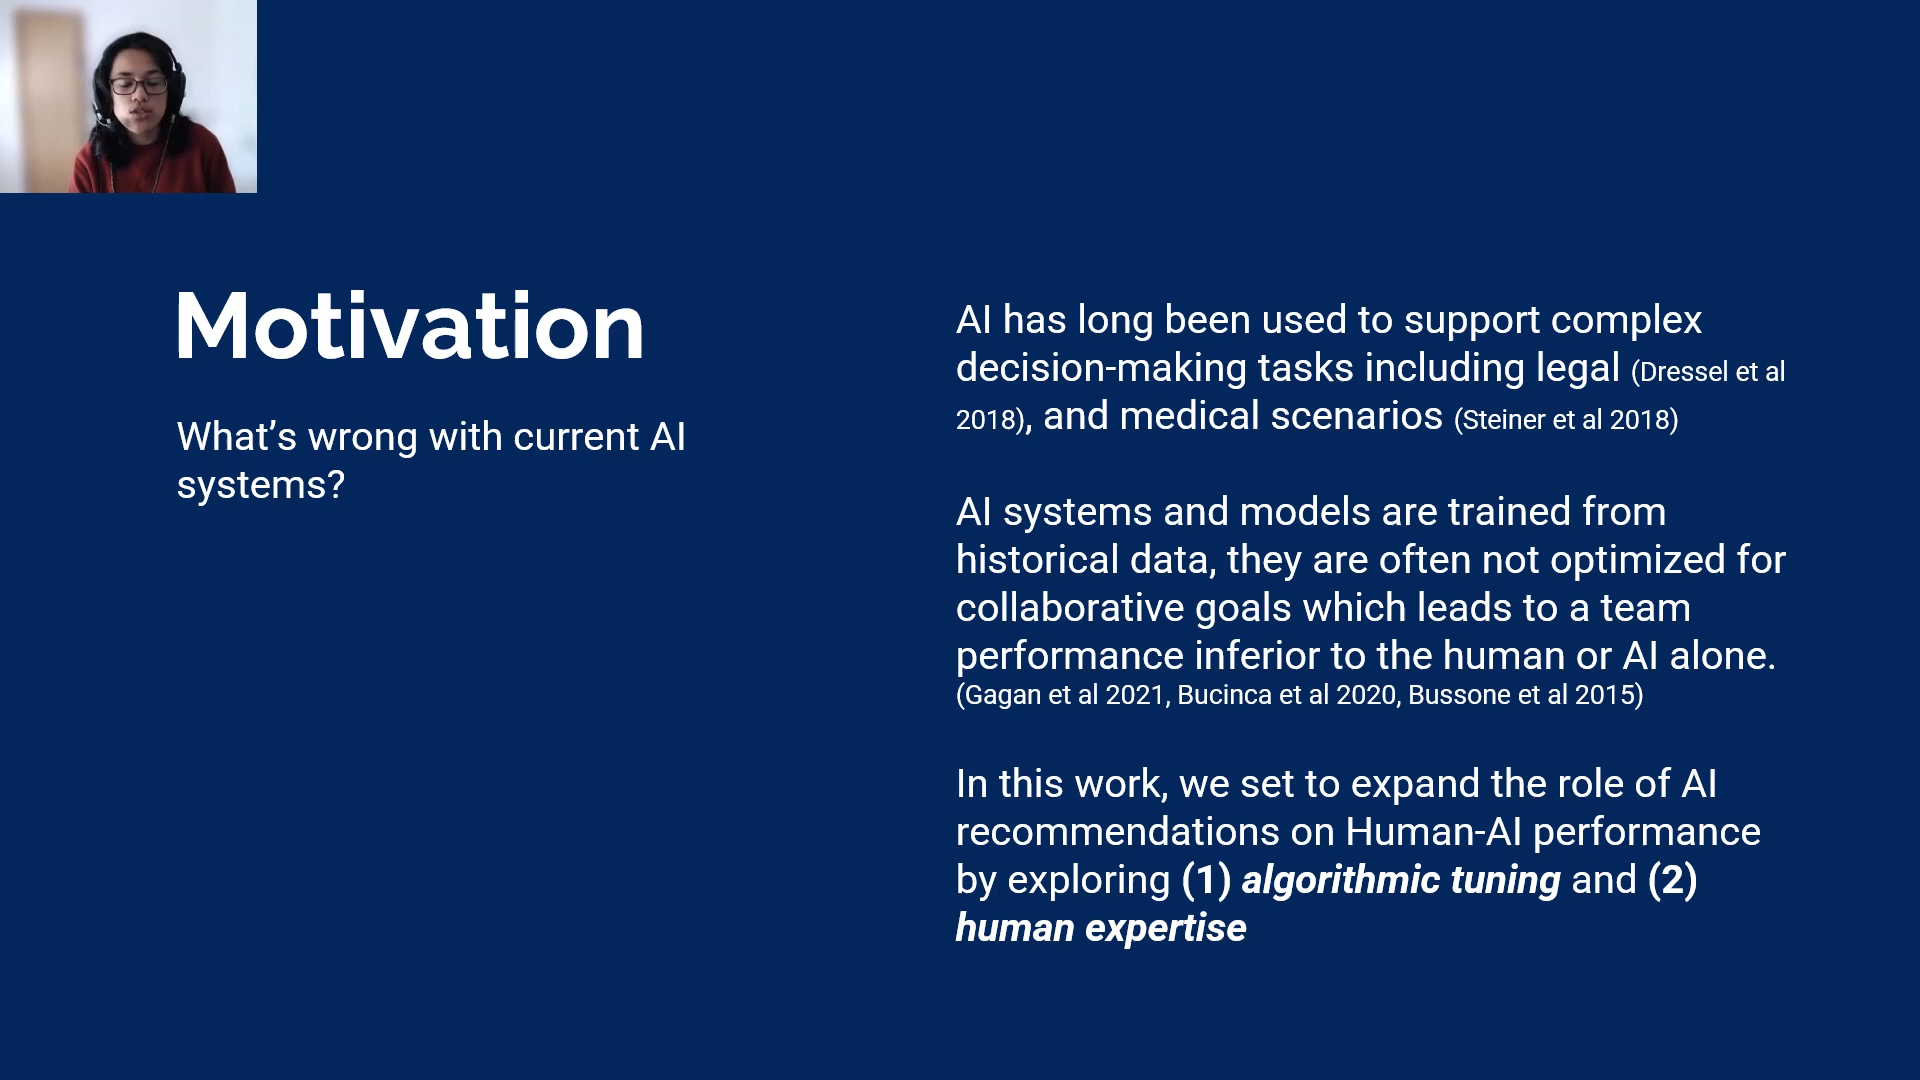 Motivation
What’s wrong with current AI
systems?
AI has long been used to support complex
decision-making tasks including legal (Dressel et al
2018), and medical scenarios (Steiner et al 2018)
AI systems and models are trained from
historical data, they are often not optimized for
collaborative goals which leads to a team
performance inferior to the human or AI alone.
(Gagan et al 2021, Bucinca et al 2020, Bussone et al 2015)
In this work, we set to expand the role of AI
recommendations on Human-AI performance
by exploring (1) algorithmic tuning and (2)
human expertise